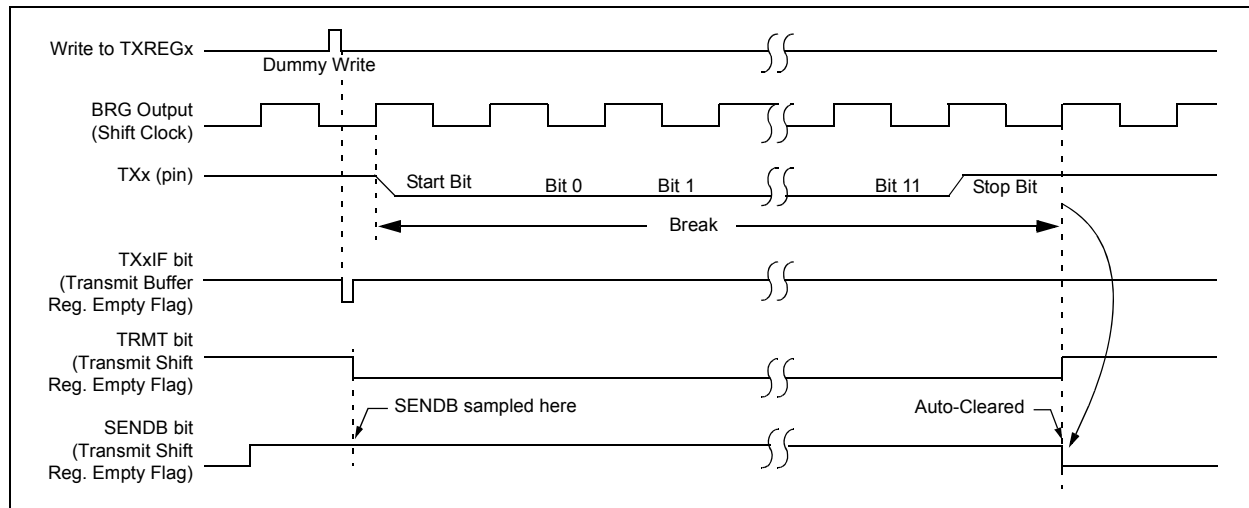 Write to TXREGx
Dummy Write
BRG Output
(Shift Clock)
TXx (pin)
Start Bit
Bit 0
Bit 1
Bit 11
Stop Bit
Break
TXxIF bit
(Transmit Buffer
Reg. Empty Flag)
TRMT bit
(Transmit Shift
Reg. Empty Flag)
SENDB sampled here
Auto-Cleared
SENDB bit
(Transmit Shift
Reg. Empty Flag)